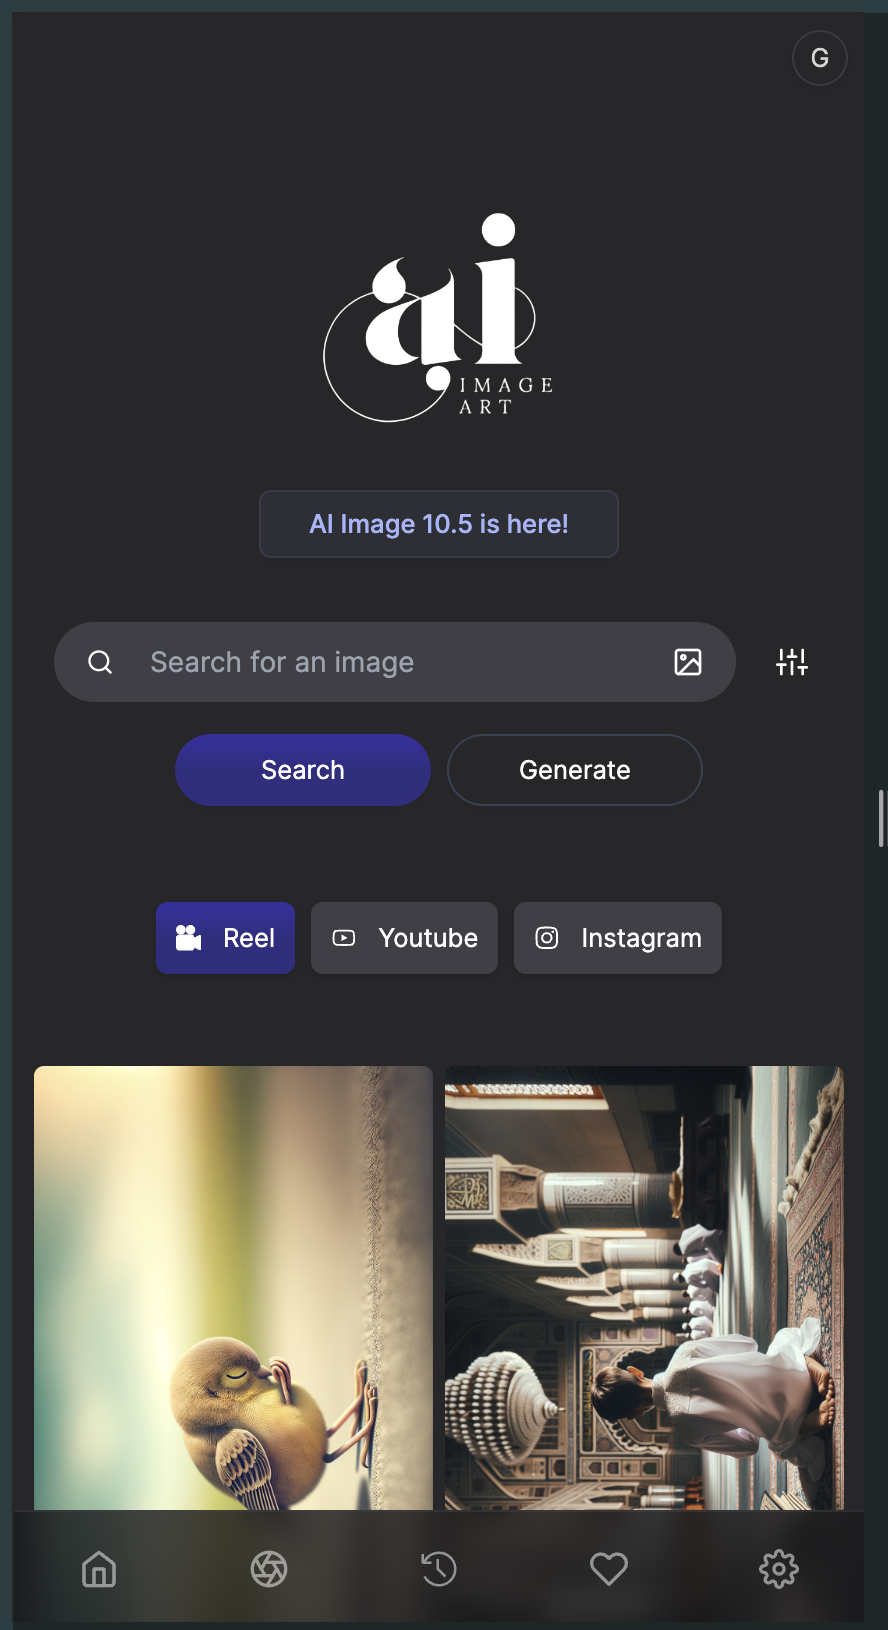 G
ai
IMAGE
ART
AI Image 10.5 is here!
Search for an image
Search
Generate
Reel
Youtube
Instagram